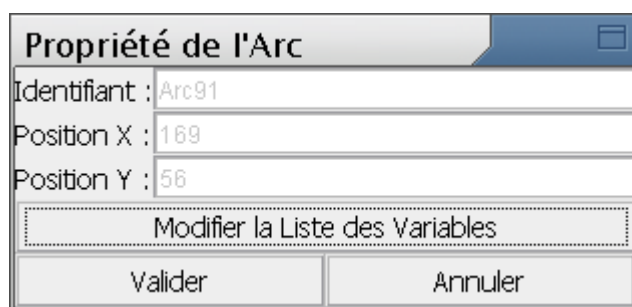 Propriété de l'Arc
Identifiant : Arc91
Position X : 169
Position Y : 56
Modifier la Liste des Variables
Valider Annuler